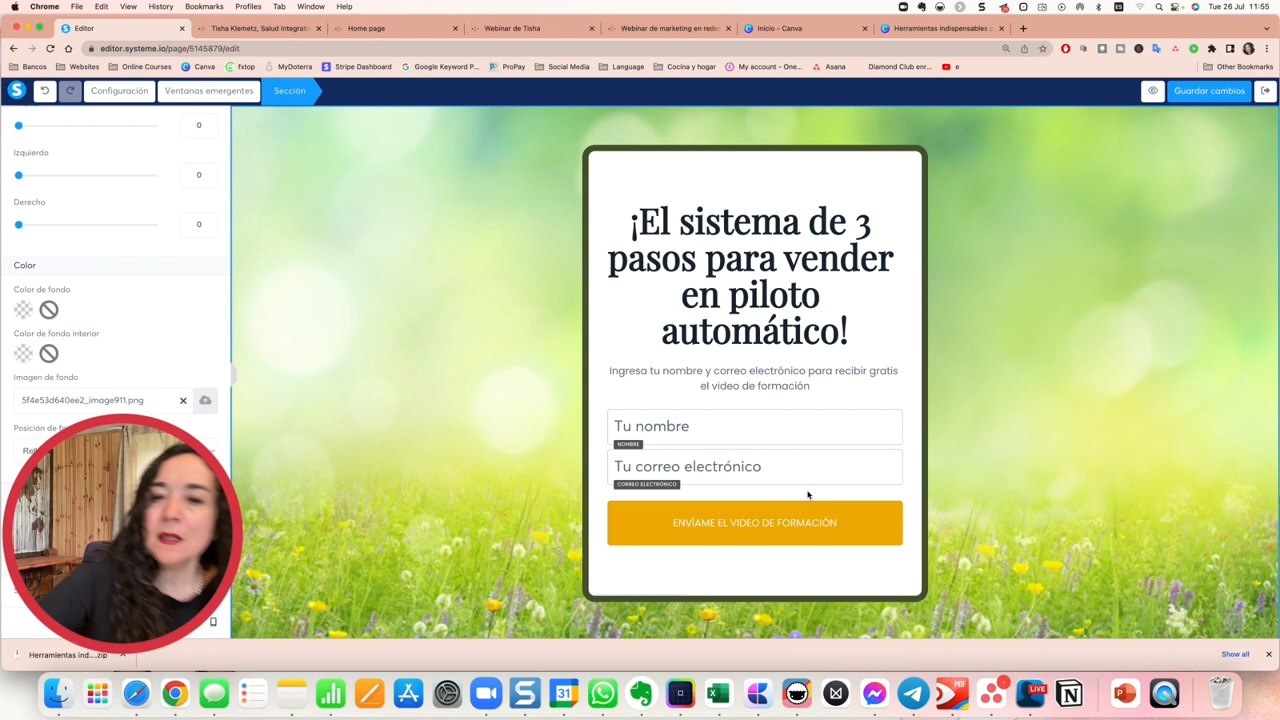 Chrome File Edit View History Bookmarks Profiles Tab Window Help
Tue 26 Jul 11:55
Editor
Tisha Klemetz, Salud Integrati
Home page
Webinar de Tisha
Webinar de marketing en rede
Inicio - Canva
Herramientas indispensables p
editor.systeme.io/page/5145879/edit
Bancos Websites Online Courses Canva fxtop MyDoterra Stripe Dashboard Google Keyword P... ProPay Social Media Language Cocina y hogar My account - One... Asana Diamond Club enr... e Other Bookmarks
S Configuración Ventanas emergentes Sección Guardar cambios
0
Izquierdo
0
Derecho
0
Color
Color de fondo
Color de fondo interior
Imagen de fondo
5f4e53d640ee2_image911.png
¡El sistema de 3
pasos para vender
en piloto
automático!
Ingresa tu nombre y correo electrónico para recibir gratis
el video de formación
Tu nombre
NOMBRE
Tu correo electrónico
CORREO ELECTRÓNICO
ENVÍAME EL VIDEO DE FORMACIÓN
Herramientas ind....zip
Show all